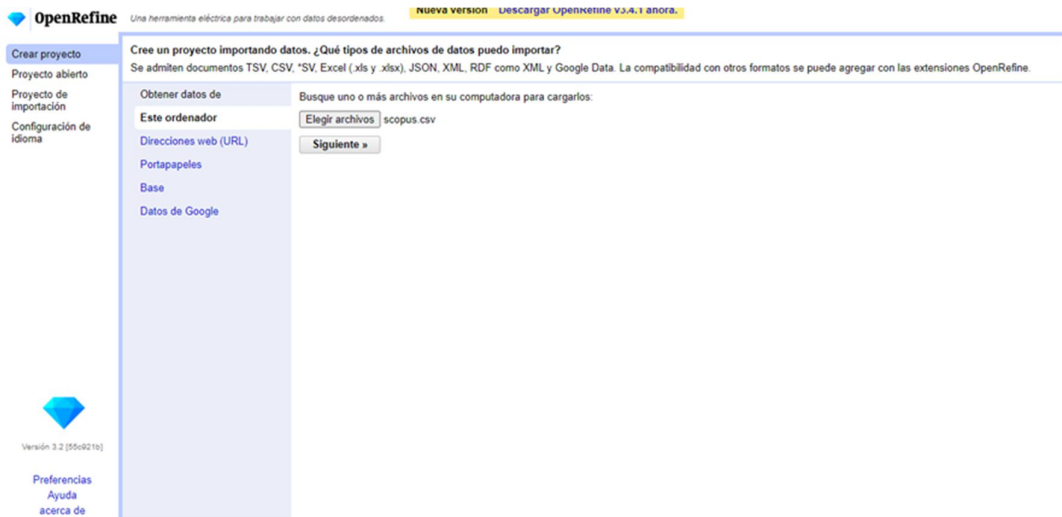 OpenRefine Una herramienta eléctrica para trabajar con datos desordenados.
Nueva versión Descargar OpenRefine v3.4.1 ahora.
Crear proyecto
Proyecto abierto
Proyecto de
importación
Configuración de
idioma
Versión 3.2 [55c921b]
Preferencias
Ayuda
acerca de
Cree un proyecto importando datos. ¿Qué tipos de archivos de datos puedo importar?
Se admiten documentos TSV, CSV, *SV, Excel (.xls y .xlsx), JSON, XML, RDF como XML y Google Data. La compatibilidad con otros formatos se puede agregar con las extensiones OpenRefine.
Obtener datos de
Este ordenador
Direcciones web (URL)
Portapapeles
Base
Datos de Google
Busque uno o más archivos en su computadora para cargarlos:
Elegir archivos scopus.csv
Siguiente »